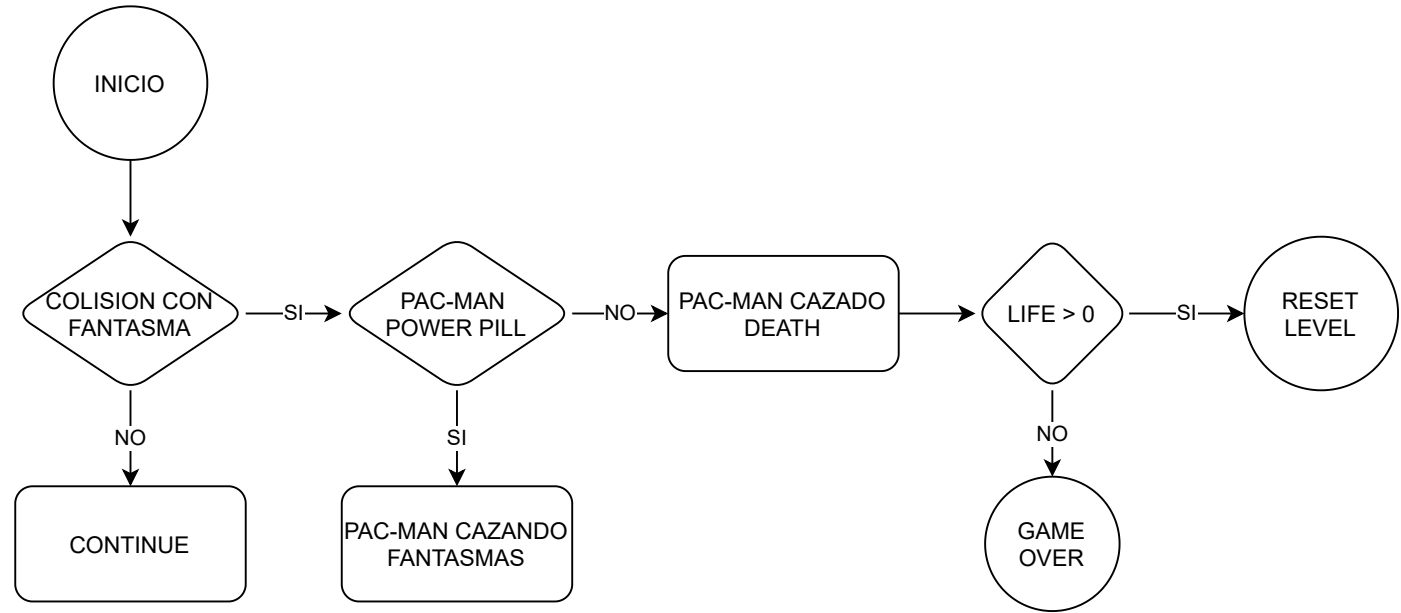 INICIO
COLISION CON
FANTASMA
SI
PAC-MAN
POWER PILL
NO
PAC-MAN CAZADO
DEATH
LIFE > 0
SI
RESET
LEVEL
NO
SI
NO
CONTINUE
PAC-MAN CAZANDO
FANTASMAS
GAME
OVER